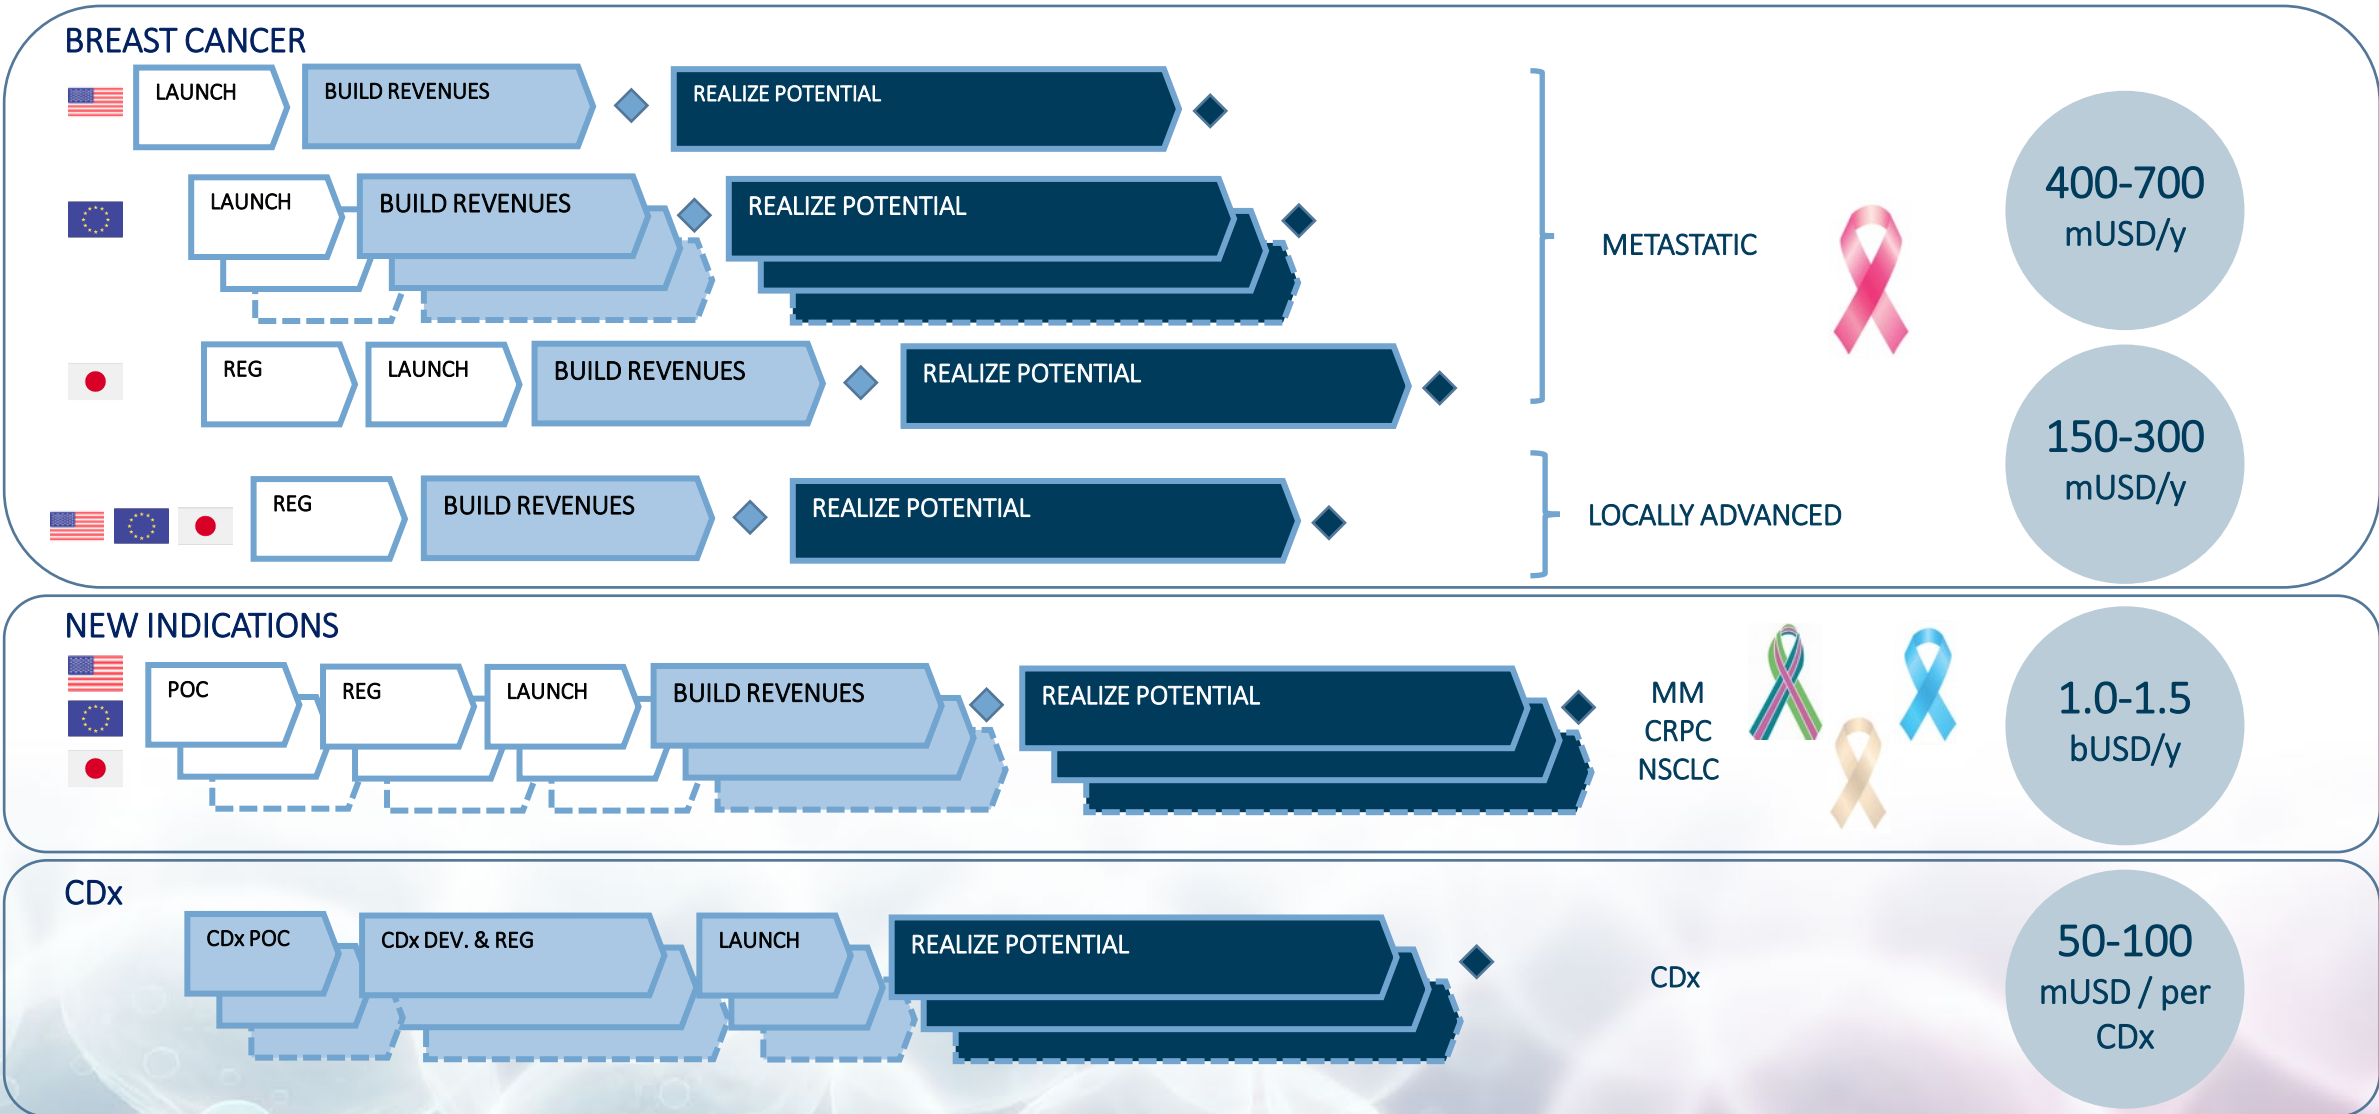 BREAST CANCER
LAUNCH
BUILD REVENUES
REALIZE POTENTIAL
LAUNCH
BUILD REVENUES
REALIZE POTENTIAL
REG
LAUNCH
BUILD REVENUES
REALIZE POTENTIAL
METASTATIC
400-700
mUSD/y
REG
BUILD REVENUES
REALIZE POTENTIAL
LOCALLY ADVANCED
150-300
mUSD/y
NEW INDICATIONS
POC
REG
LAUNCH
BUILD REVENUES
REALIZE POTENTIAL
MM
CRPC
NSCLC
1.0-1.5
bUSD/y
CDx
CDx POC
CDx DEV. & REG
LAUNCH
REALIZE POTENTIAL
CDx
50-100
mUSD / per
CDx